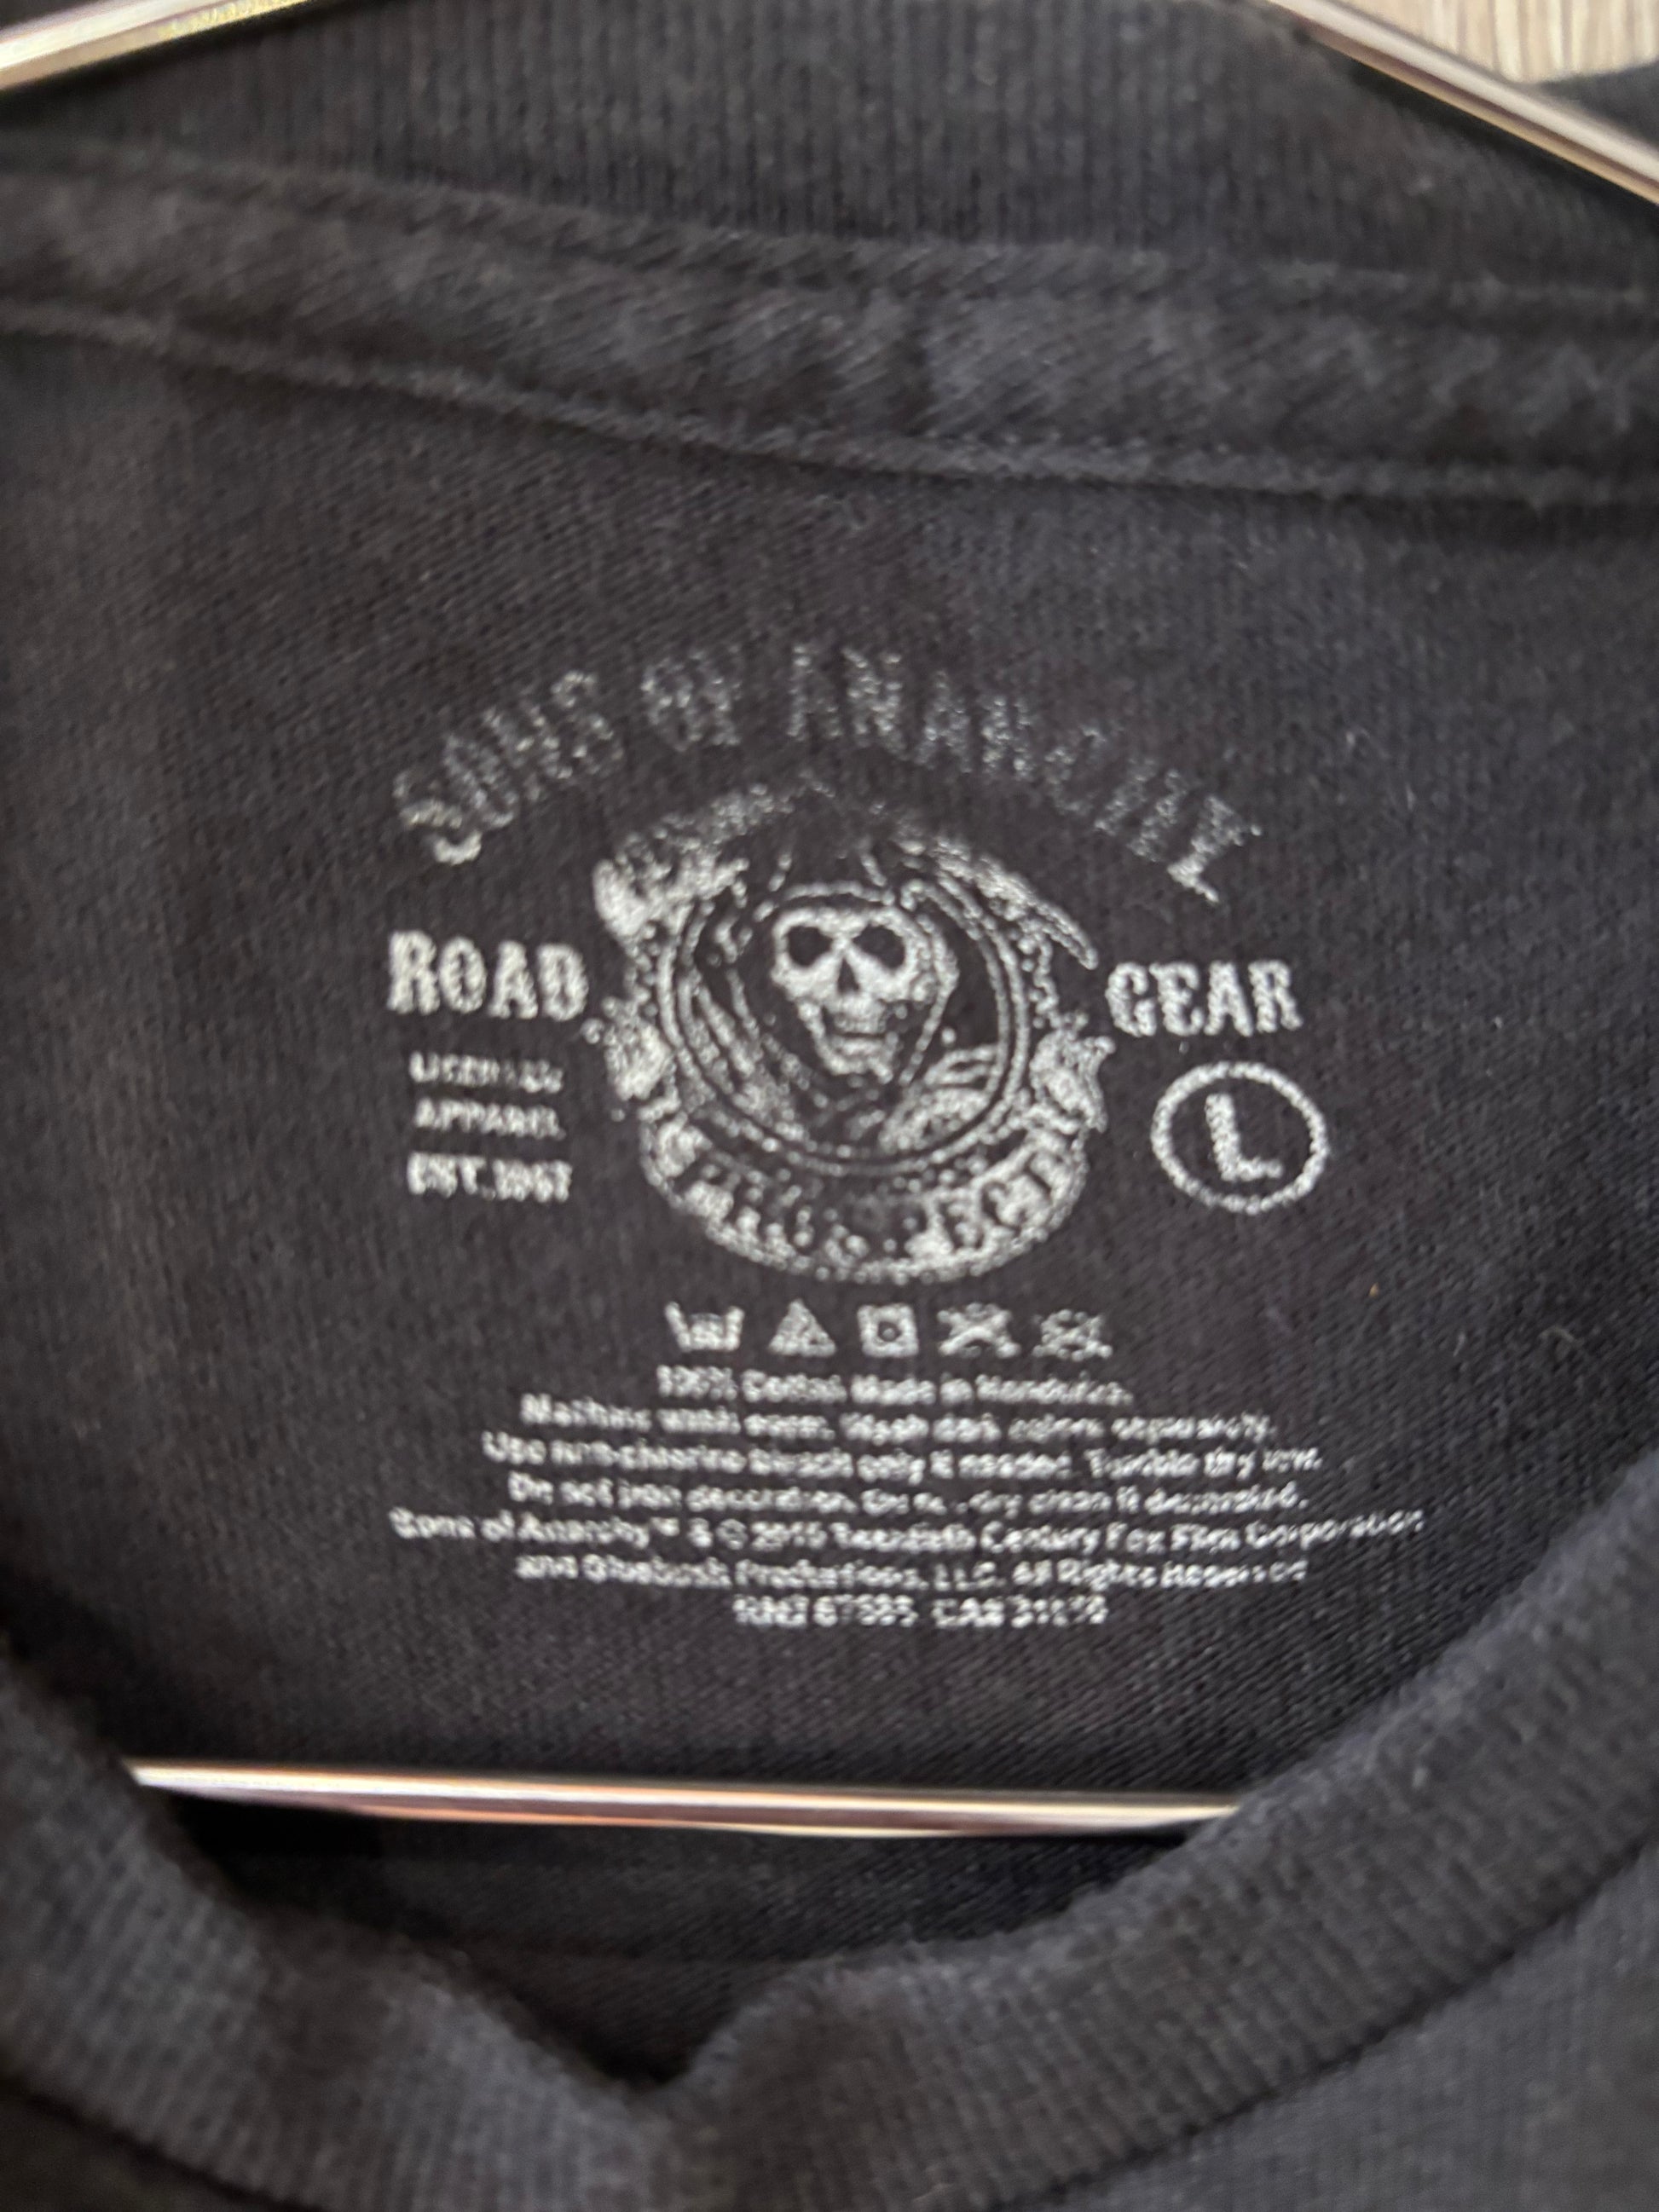 SONS OF ANARCHY
ROAD GEAR
LICENSED
APPAREL
EST. 1967
L
100% Cotton Made in Honduras.
Machine wash warm. Wash dark colors separately.
Use non-chlorine bleach only if needed. Tumble dry low.
Do not iron decoration. Do not dry clean if decorated.
Sons of Anarchy™ & © 2010 Twentieth Century Fox Film Corporation
and Bluebush Productions, LLC. All Rights Reserved